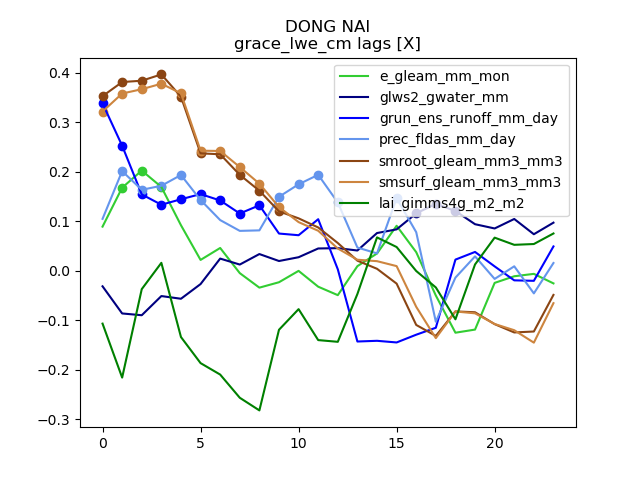 DONG NAI
grace_lwe_cm lags [X]
e_gleam_mm_mon
glws2_gwater_mm
grun_ens_runoff_mm_day
prec_fldas_mm_day
smroot_gleam_mm3_mm3
smsurf_gleam_mm3_mm3
lai_gimms4g_m2_m2
0.4
0.3
0.2
0.1
0.0
−0.1
−0.2
−0.3
0 5 10 15 20